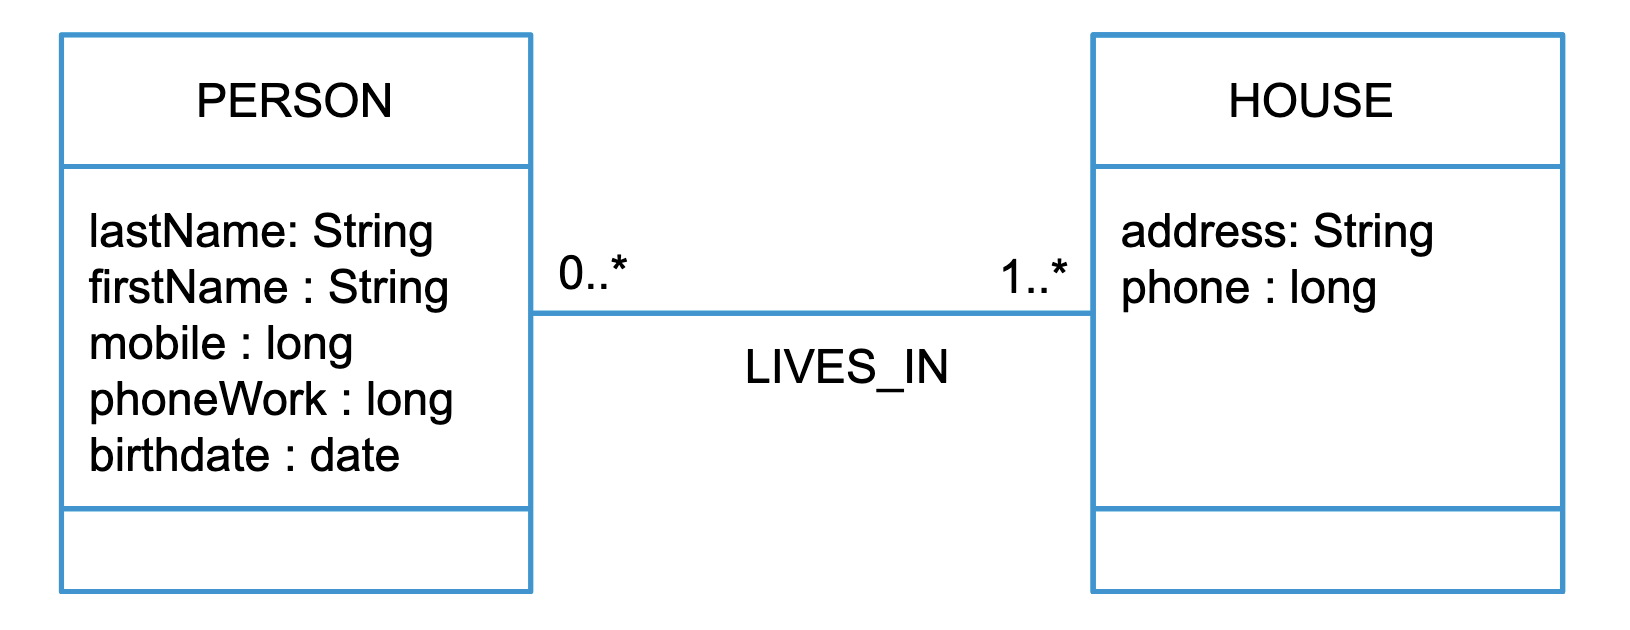 PERSON
lastName: String
firstName : String
mobile : long
phoneWork : long
birthdate : date
0..*
1..*
LIVES_IN
HOUSE
address: String
phone : long